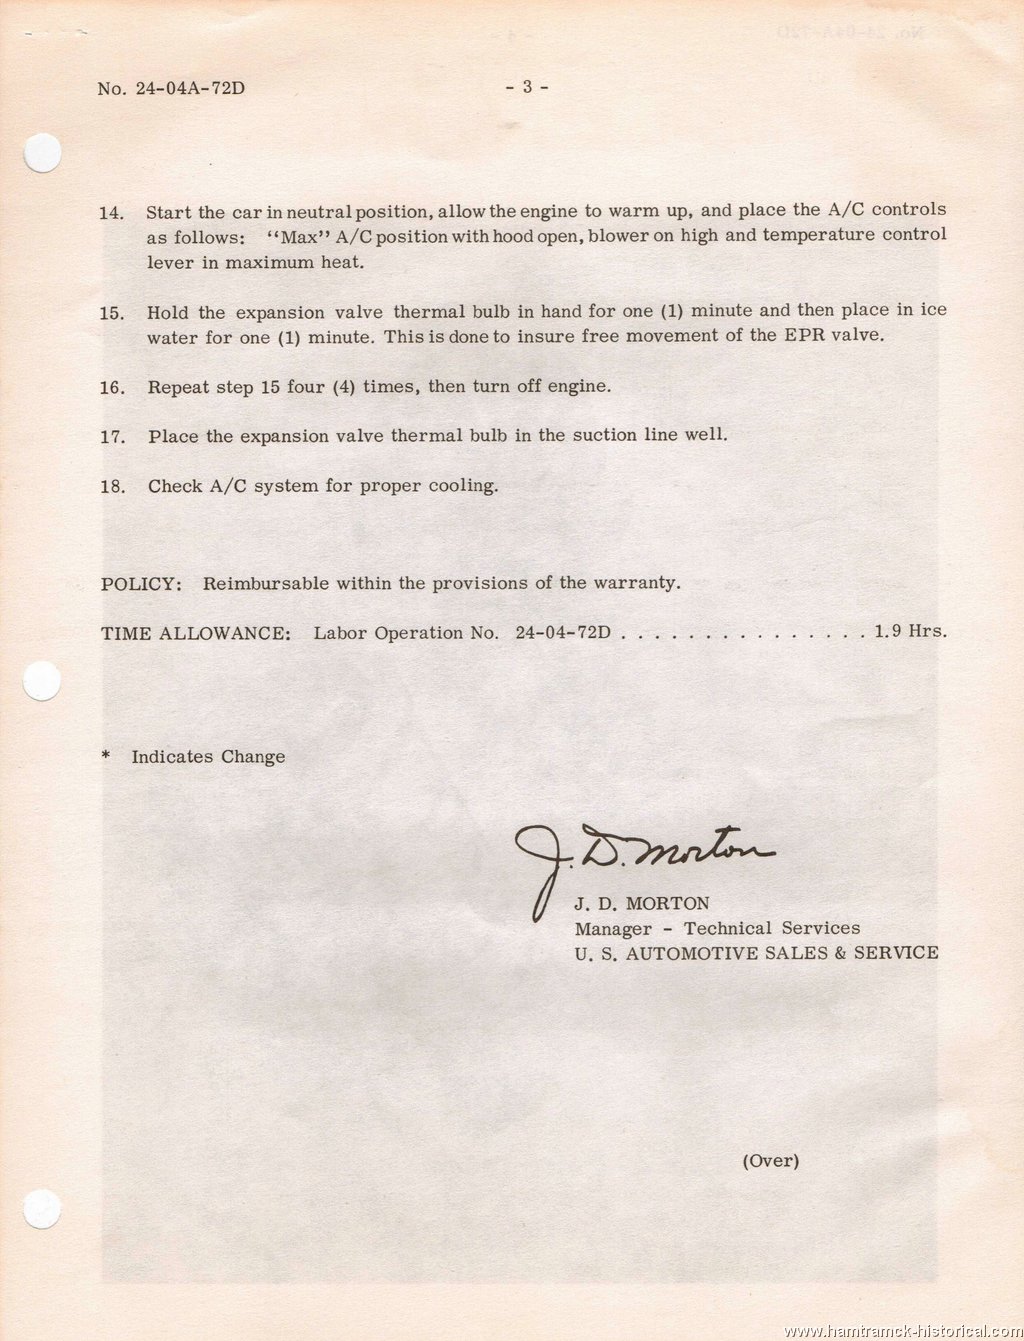 No. 24-04A-72D
- 3 -
14. Start the car in neutral position, allow the engine to warm up, and place the A/C controls
as follows: “Max” A/C position with hood open, blower on high and temperature control
lever in maximum heat.
15. Hold the expansion valve thermal bulb in hand for one (1) minute and then place in ice
water for one (1) minute. This is done to insure free movement of the EPR valve.
16. Repeat step 15 four (4) times, then turn off engine.
17. Place the expansion valve thermal bulb in the suction line well.
18. Check A/C system for proper cooling.
POLICY: Reimbursable within the provisions of the warranty.
TIME ALLOWANCE: Labor Operation No. 24-04-72D . . . . . . . . . . . . . . . . 1.9 Hrs.
* Indicates Change
J. D. Morton
J. D. MORTON
Manager - Technical Services
U. S. AUTOMOTIVE SALES & SERVICE
(Over)
www.hamtramck-historical.com